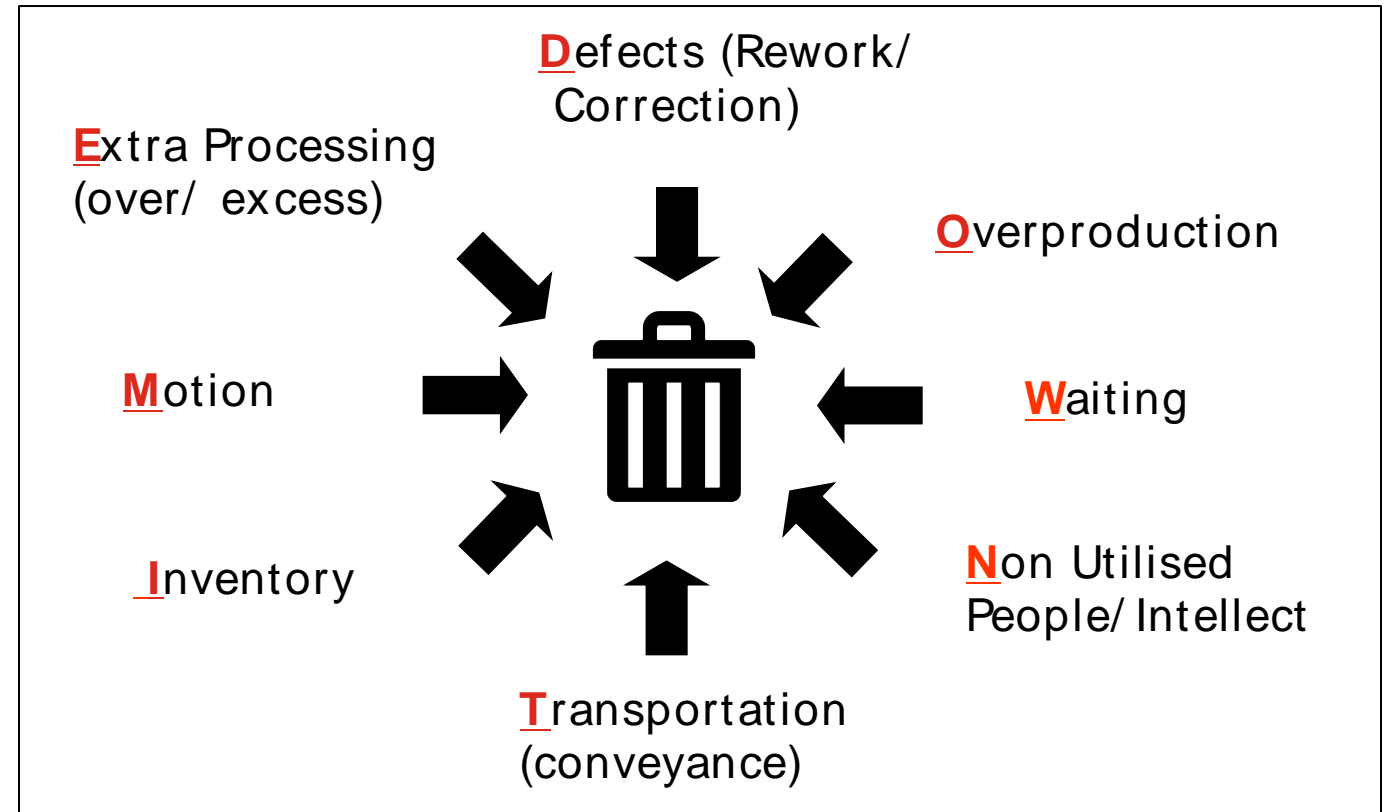 Defects (Rework/
Correction)
Overproduction
Waiting
Non Utilised
People/ Intellect
Transportation
(conveyance)
Inventory
Motion
Extra Processing
(over/ excess)